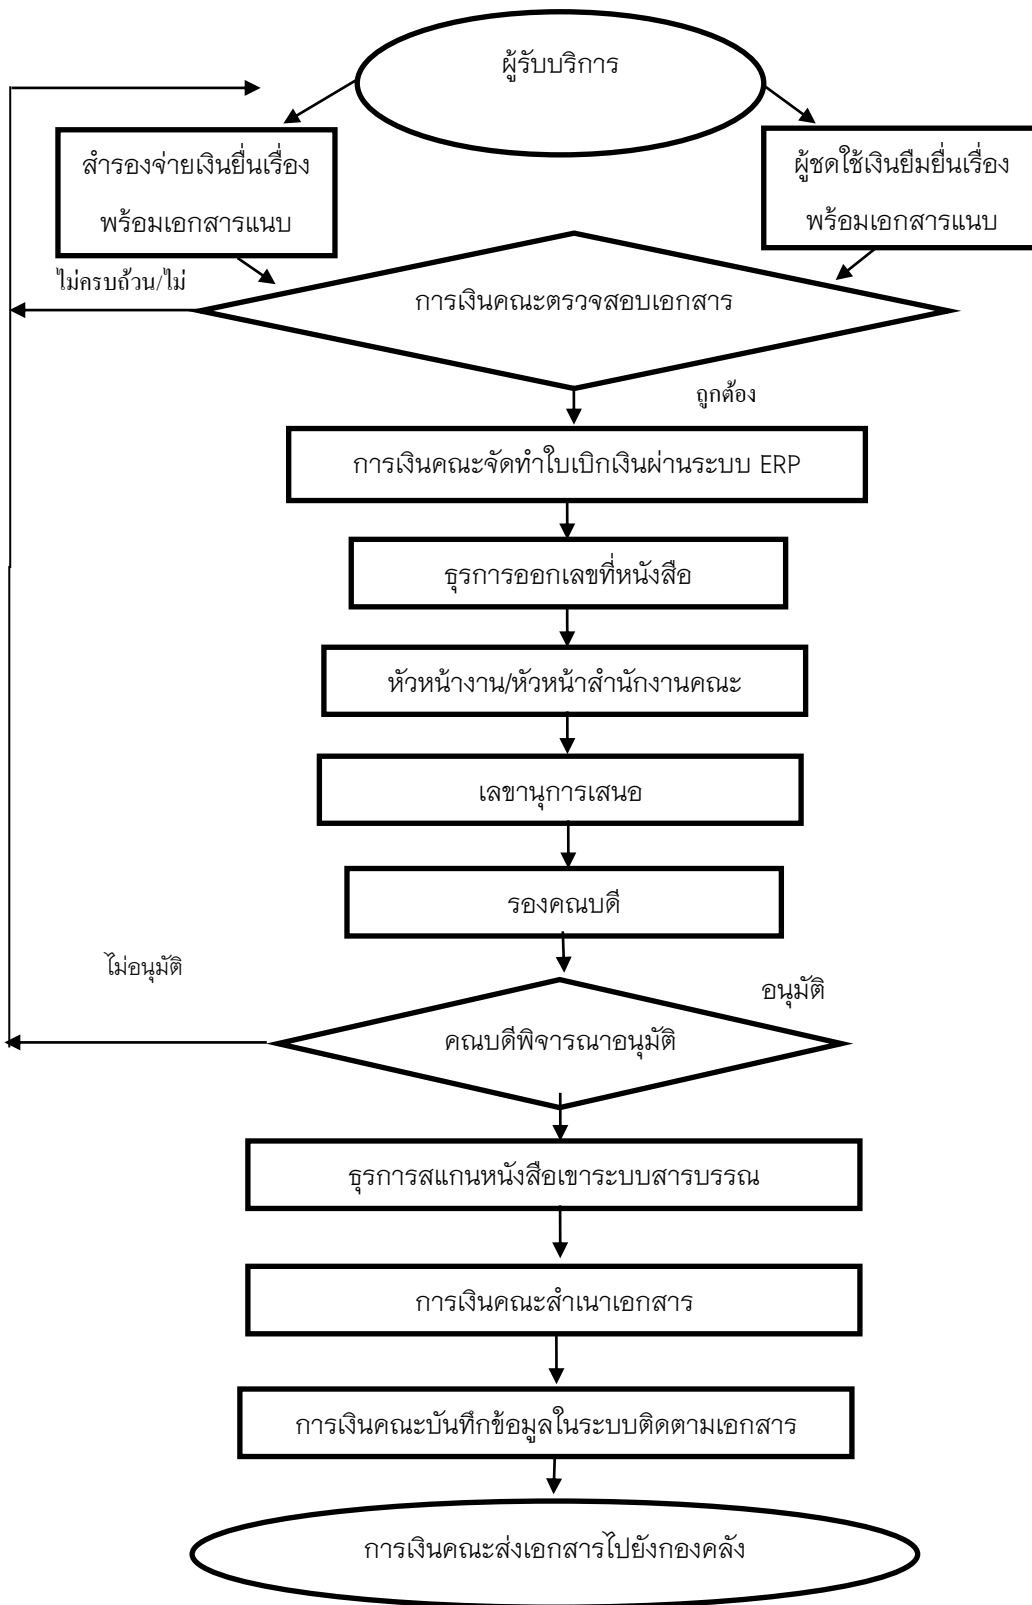 ผู้รับบริการ
สำรองจ่ายเงินยื่นเรื่อง
พร้อมเอกสารแนบ
ผู้ชดใช้เงินยืมยื่นเรื่อง
พร้อมเอกสารแนบ
ไม่ครบถ้วน/ไม่
การเงินคณะตรวจสอบเอกสาร
ถูกต้อง
การเงินคณะจัดทำใบเบิกเงินผ่านระบบ ERP
ธุรการออกเลขที่หนังสือ
หัวหน้างาน/หัวหน้าสำนักงานคณะ
เลขานุการเสนอ
รองคณบดี
ไม่อนุมัติ
อนุมัติ
คณบดีพิจารณาอนุมัติ
ธุรการสแกนหนังสือเขาระบบสารบรรณ
การเงินคณะสำเนาเอกสาร
การเงินคณะบันทึกข้อมูลในระบบติดตามเอกสาร
การเงินคณะส่งเอกสารไปยังกองคลัง